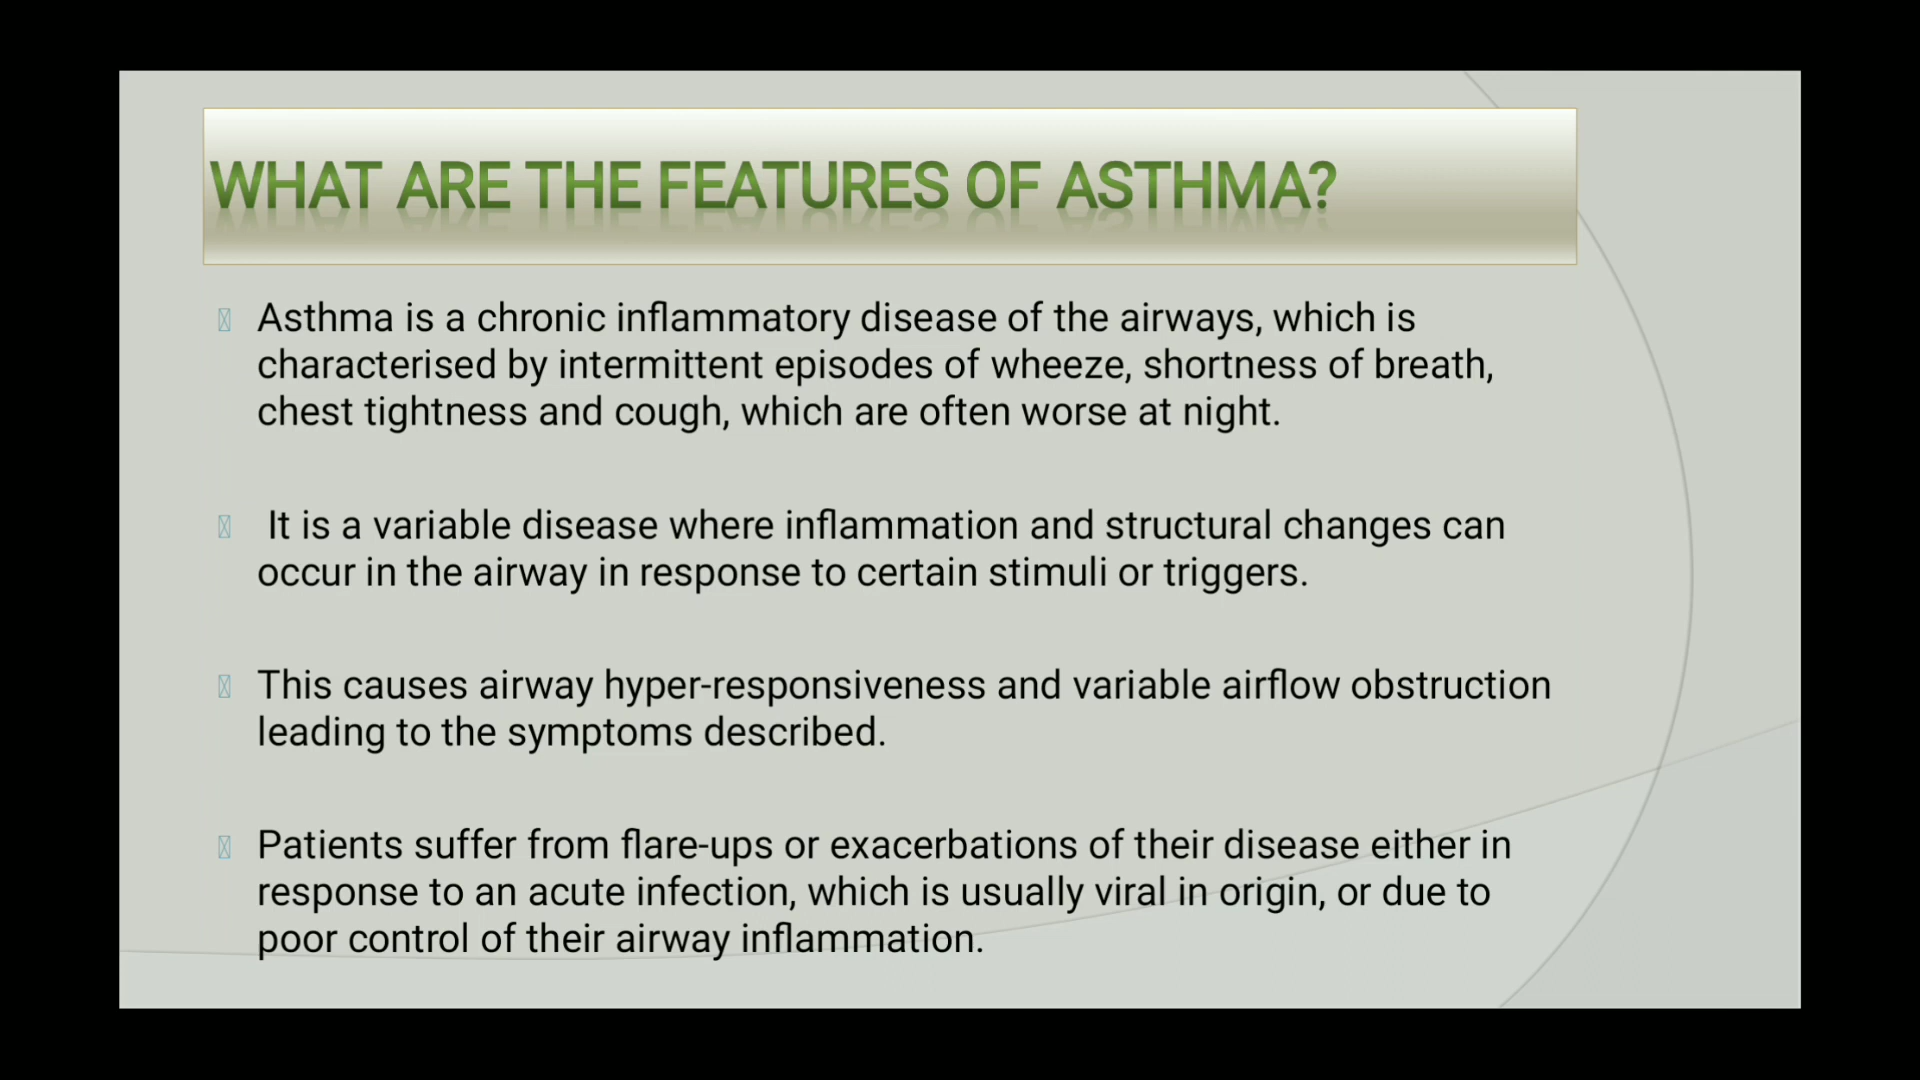 WHAT ARE THE FEATURES OF ASTHMA?
Asthma is a chronic inflammatory disease of the airways, which is
characterised by intermittent episodes of wheeze, shortness of breath,
chest tightness and cough, which are often worse at night.
It is a variable disease where inflammation and structural changes can
occur in the airway in response to certain stimuli or triggers.
This causes airway hyper-responsiveness and variable airflow obstruction
leading to the symptoms described.
Patients suffer from flare-ups or exacerbations of their disease either in
response to an acute infection, which is usually viral in origin, or due to
poor control of their airway inflammation.